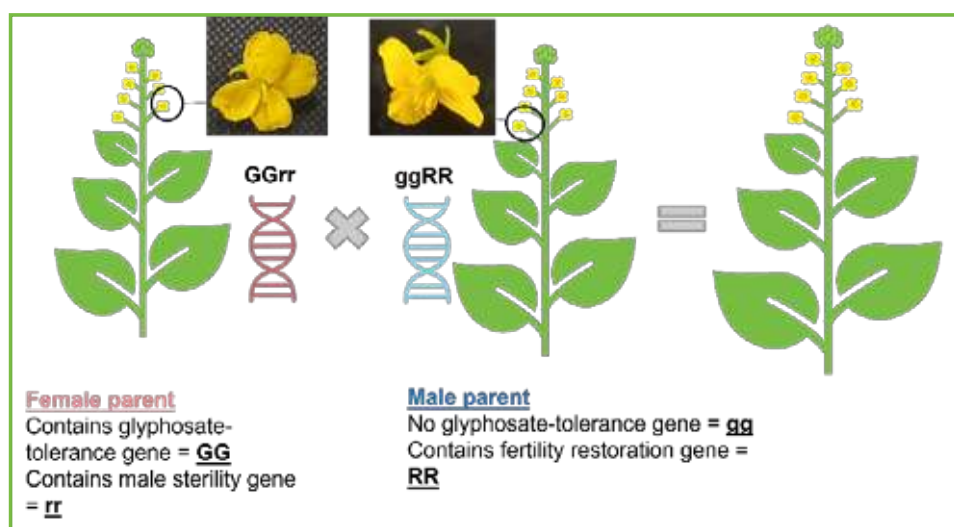 GGrr
ggRR
Female parent
Contains glyphosate-
tolerance gene = GG
Contains male sterility gene
= rr
Male parent
No glyphosate-tolerance gene = gg
Contains fertility restoration gene =
RR